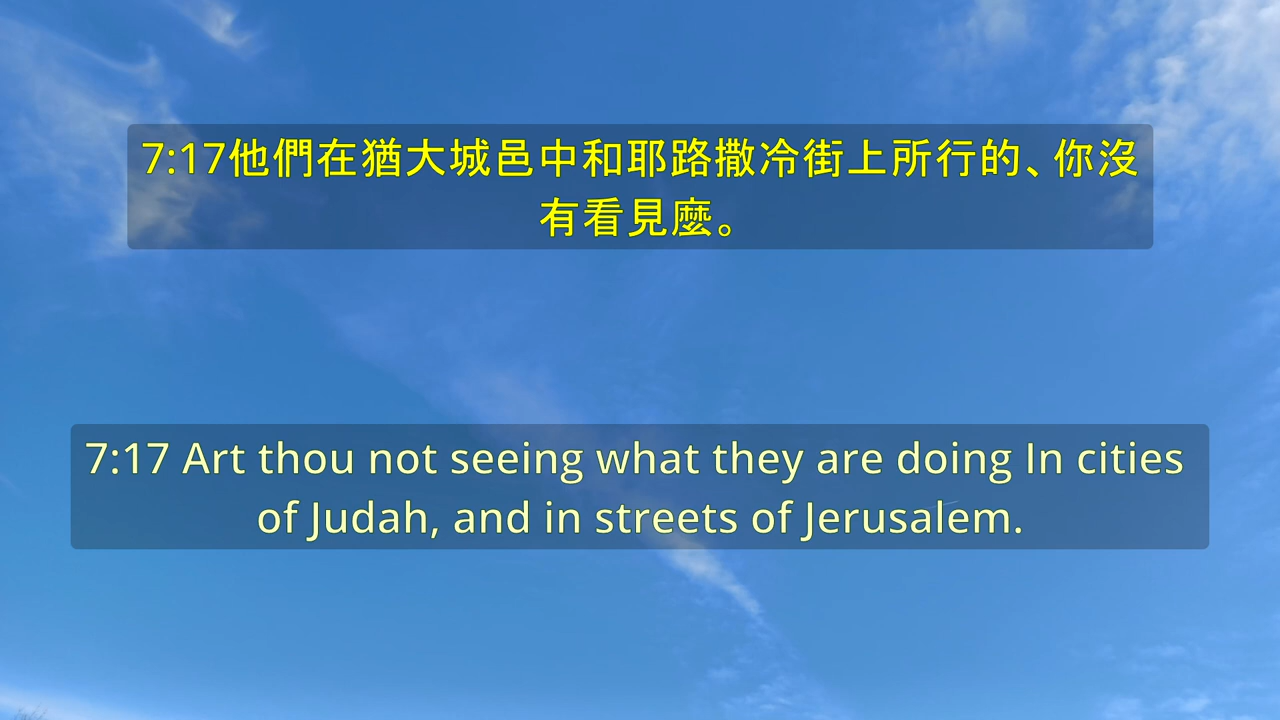 7:17他們在猶大城邑中和耶路撒冷街上所行的、你沒
有看見麼。
7:17 Art thou not seeing what they are doing In cities
of Judah, and in streets of Jerusalem.